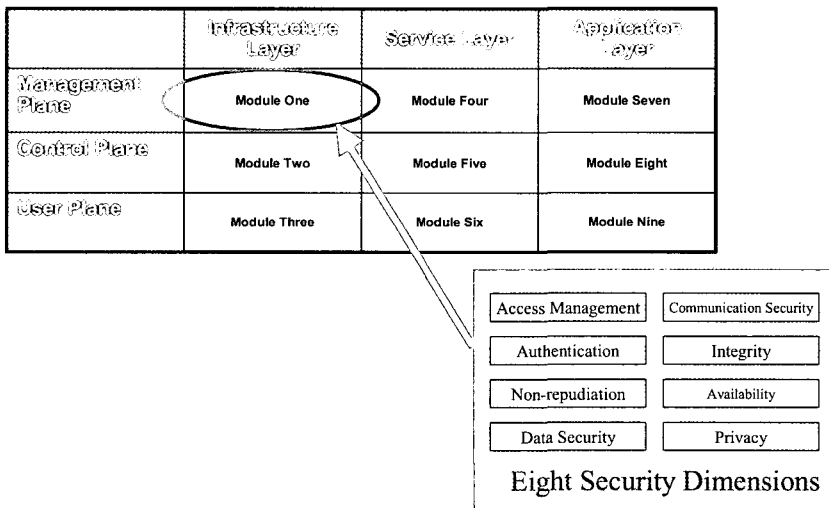 Infrastructure
Layer
Service Layer
Application
Layer
Management
Plane
Module One
Module Four
Module Seven
Control Plane
Module Two
Module Five
Module Eight
User Plane
Module Three
Module Six
Module Nine
Access Management
Communication Security
Authentication
Integrity
Non-repudiation
Availability
Data Security
Privacy
Eight Security Dimensions